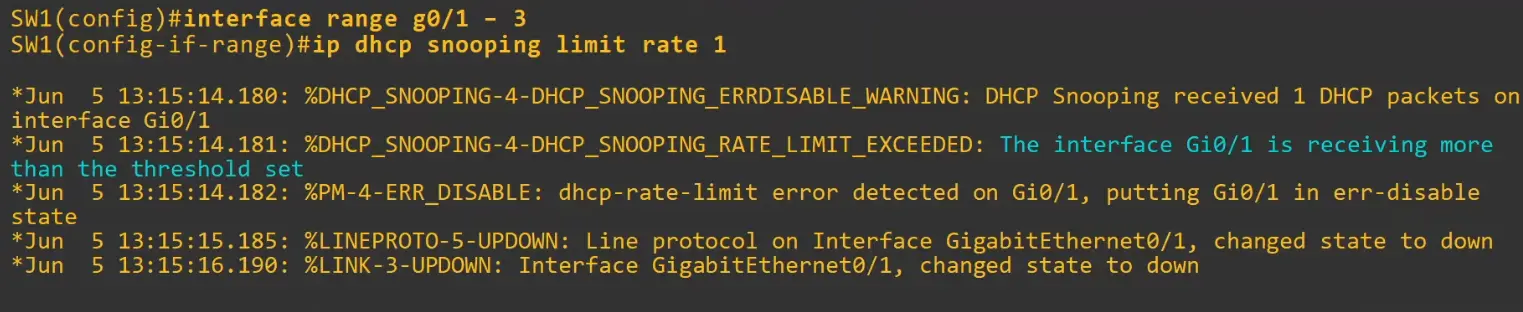 SW1(config)#interface range g0/1 – 3
SW1(config-if-range)#ip dhcp snooping limit rate 1
*Jun  5 13:15:14.180: %DHCP_SNOOPING-4-DHCP_SNOOPING_ERRDISABLE_WARNING: DHCP Snooping received 1 DHCP packets on
interface Gi0/1
*Jun  5 13:15:14.181: %DHCP_SNOOPING-4-DHCP_SNOOPING_RATE_LIMIT_EXCEEDED: The interface Gi0/1 is receiving more
than the threshold set
*Jun  5 13:15:14.182: %PM-4-ERR_DISABLE: dhcp-rate-limit error detected on Gi0/1, putting Gi0/1 in err-disable
state
*Jun  5 13:15:15.185: %LINEPROTO-5-UPDOWN: Line protocol on Interface GigabitEthernet0/1, changed state to down
*Jun  5 13:15:16.190: %LINK-3-UPDOWN: Interface GigabitEthernet0/1, changed state to down